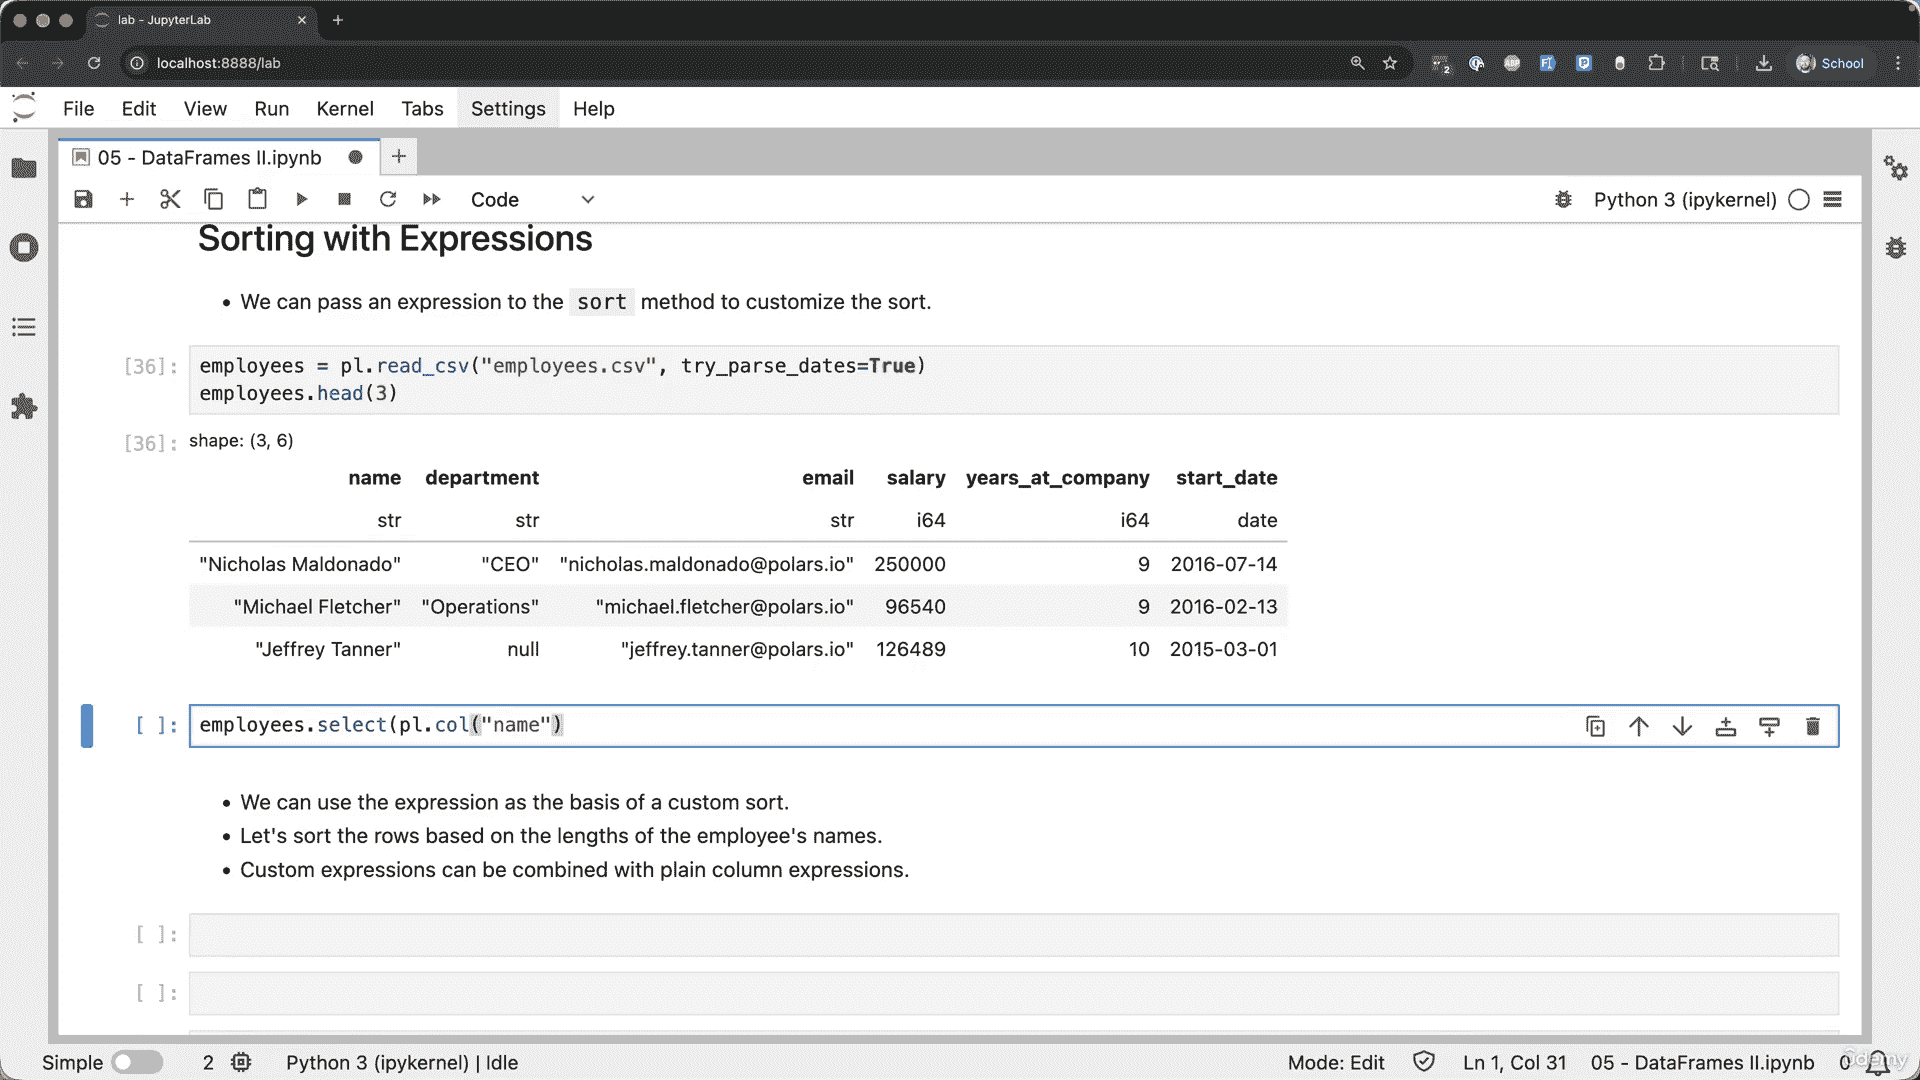 lab - JupyterLab
localhost:8888/lab
2
School
File Edit View Run Kernel Tabs Settings Help
05 - DataFrames II.ipynb
Code
Python 3 (ipykernel)
Sorting with Expressions
• We can pass an expression to the sort method to customize the sort.
[36]: employees = pl.read_csv("employees.csv", try_parse_dates=True)
employees.head(3)
[36]: shape: (3, 6)
name department email salary years_at_company start_date
str str str i64 i64 date
"Nicholas Maldonado" "CEO" "nicholas.maldonado@polars.io" 250000 9 2016-07-14
"Michael Fletcher" "Operations" "michael.fletcher@polars.io" 96540 9 2016-02-13
"Jeffrey Tanner" null "jeffrey.tanner@polars.io" 126489 10 2015-03-01
[ ]: employees.select(pl.col("name")
• We can use the expression as the basis of a custom sort.
• Let's sort the rows based on the lengths of the employee's names.
• Custom expressions can be combined with plain column expressions.
[ ]:
[ ]:
Simple 2 Python 3 (ipykernel) | Idle Mode: Edit Ln 1, Col 31 05 - DataFrames II.ipynb 0
udemy